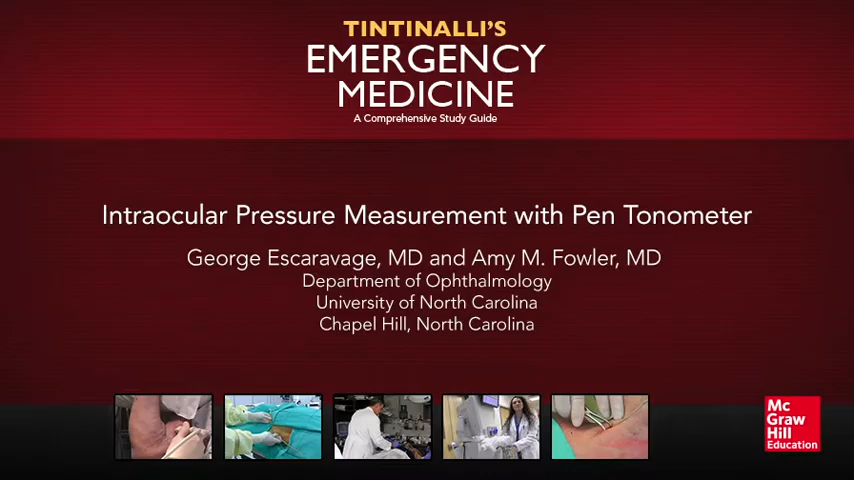 TINTINALLI'S
EMERGENCY
MEDICINE
A Comprehensive Study Guide
Intraocular Pressure Measurement with Pen Tonometer
George Escaravage, MD and Amy M. Fowler, MD
Department of Ophthalmology
University of North Carolina
Chapel Hill, North Carolina
Mc
Graw
Hill
Education